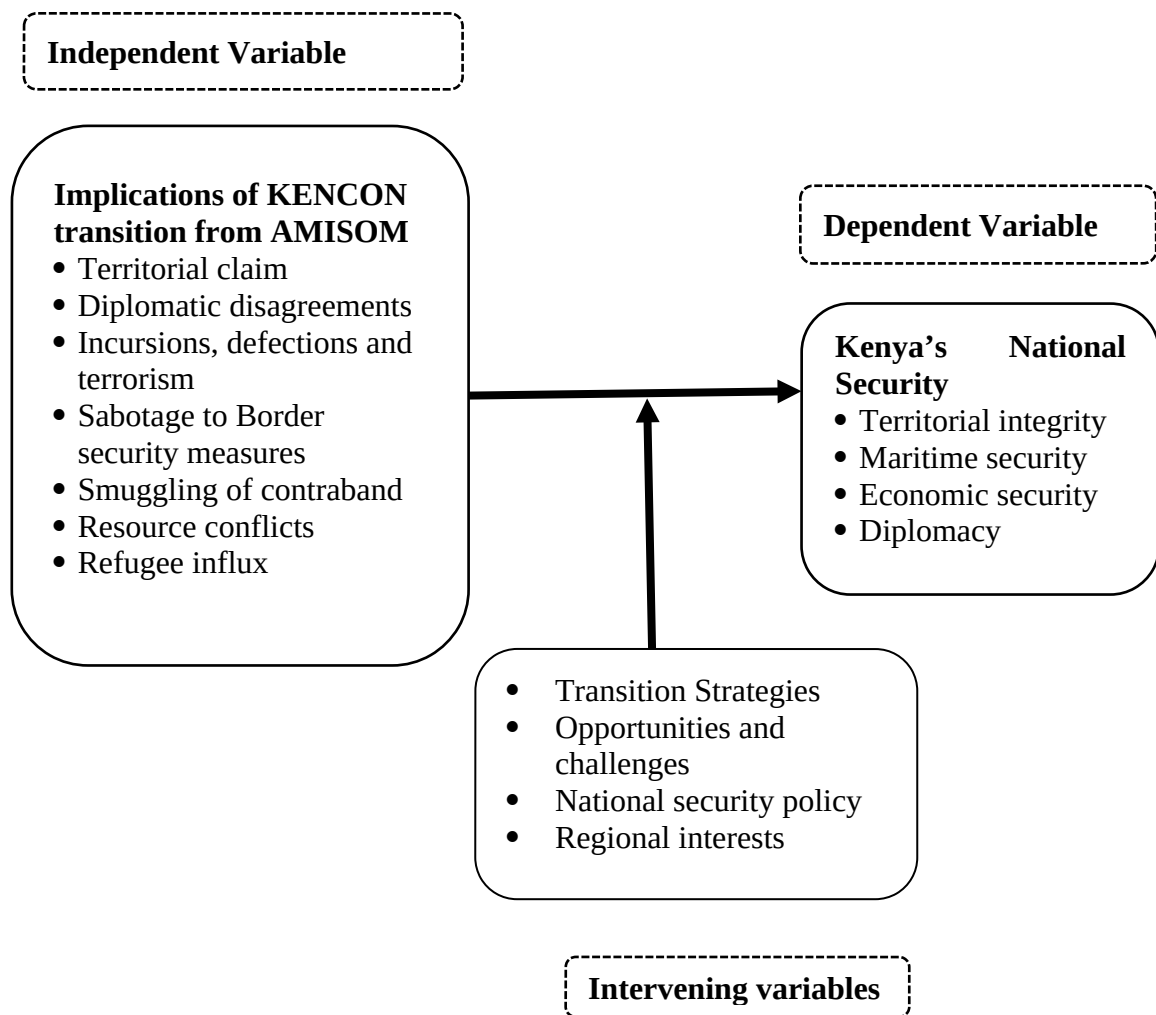 Independent Variable
Implications of KENCON
transition from AMISOM
• Territorial claim
• Diplomatic disagreements
• Incursions, defections and
terrorism
• Sabotage to Border
security measures
• Smuggling of contraband
• Resource conflicts
• Refugee influx
Dependent Variable
Kenya’s National
Security
• Territorial integrity
• Maritime security
• Economic security
• Diplomacy
• Transition Strategies
• Opportunities and
challenges
• National security policy
• Regional interests
Intervening variables